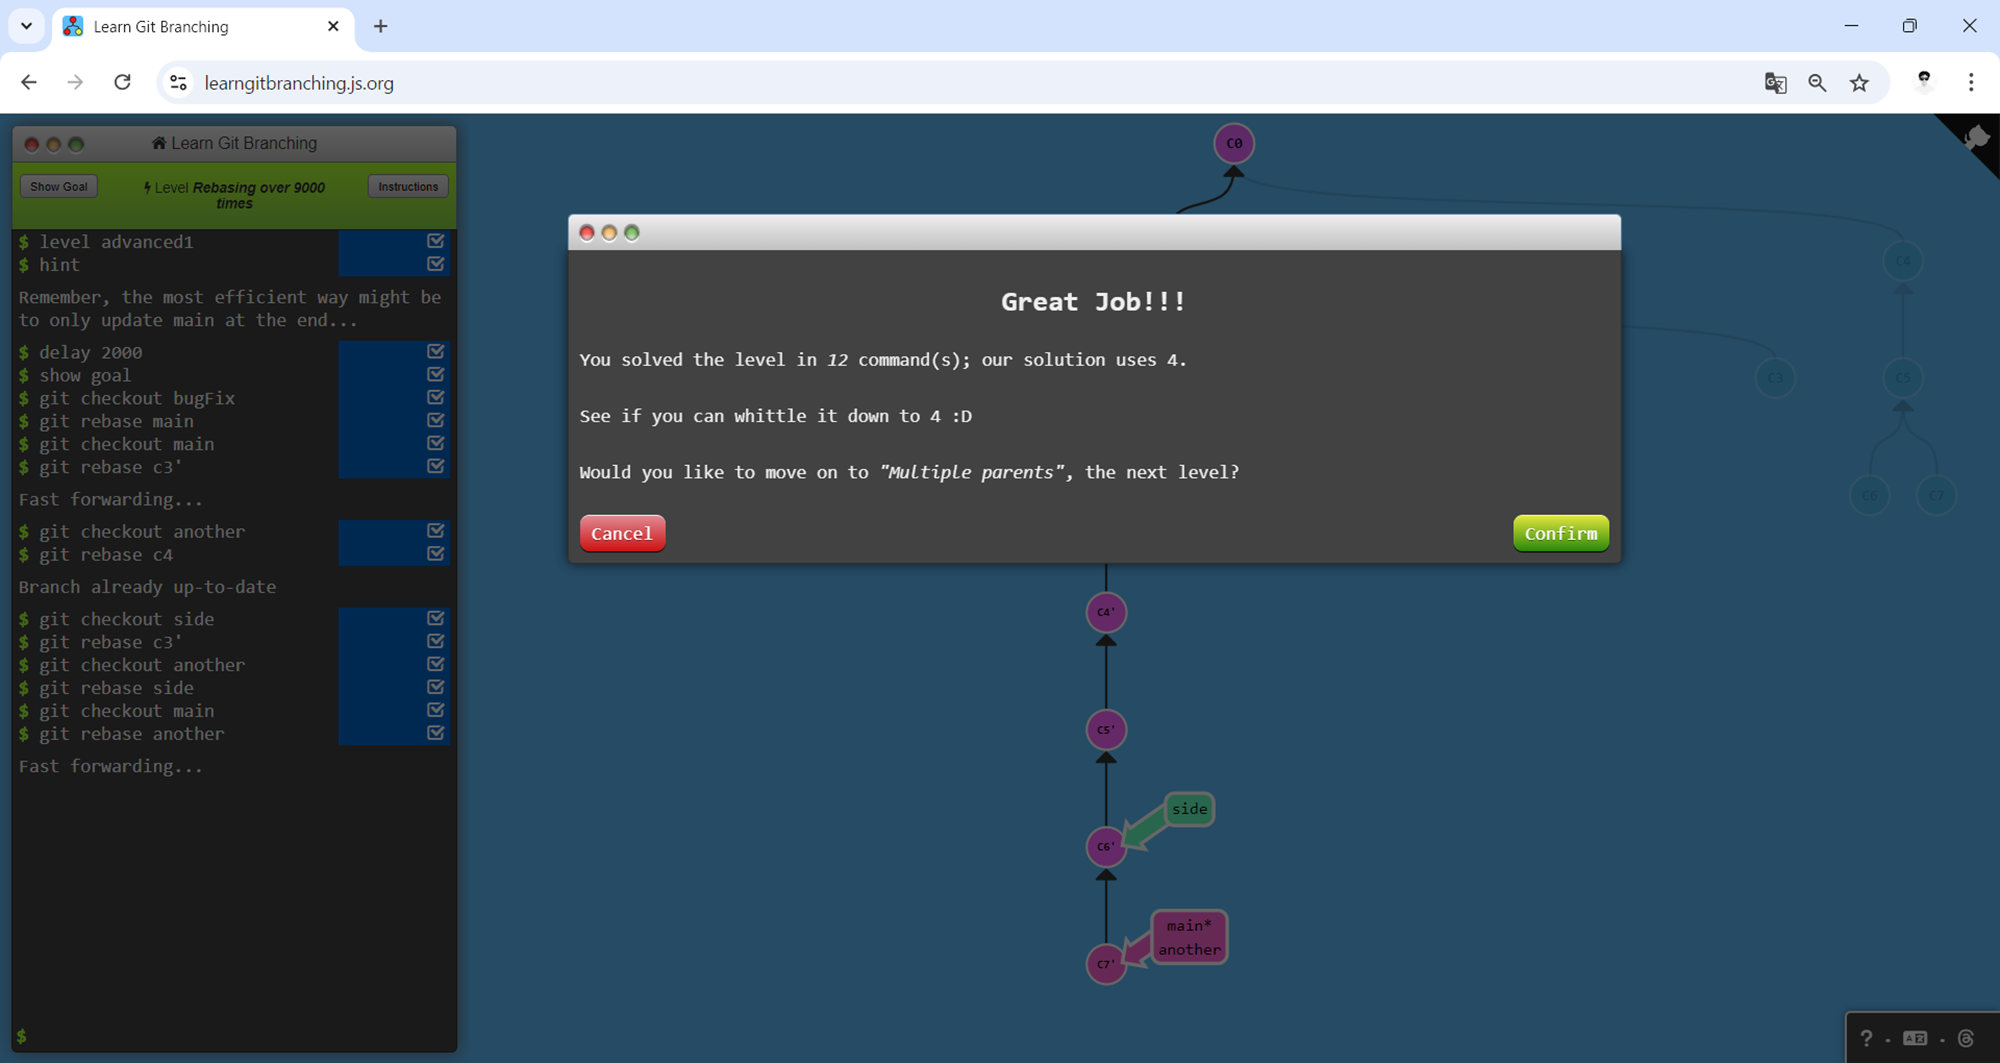 Learn Git Branching
learngitbranching.js.org
Learn Git Branching
Show Goal
Level Rebasing over 9000
times
Instructions
$ level advanced1
$ hint
Remember, the most efficient way might be
to only update main at the end...
$ delay 2000
$ show goal
$ git checkout bugFix
$ git rebase main
$ git checkout main
$ git rebase c3'
Fast forwarding...
$ git checkout another
$ git rebase c4
Branch already up-to-date
$ git checkout side
$ git rebase c3'
$ git checkout another
$ git rebase side
$ git checkout main
$ git rebase another
Fast forwarding...
$
C0
Great Job!!!
You solved the level in 12 command(s); our solution uses 4.
See if you can whittle it down to 4 :D
Would you like to move on to "Multiple parents", the next level?
Cancel
Confirm
C4
C3
C5
C6
C7
C4'
C5'
side
C6'
main*
another
C7'
?